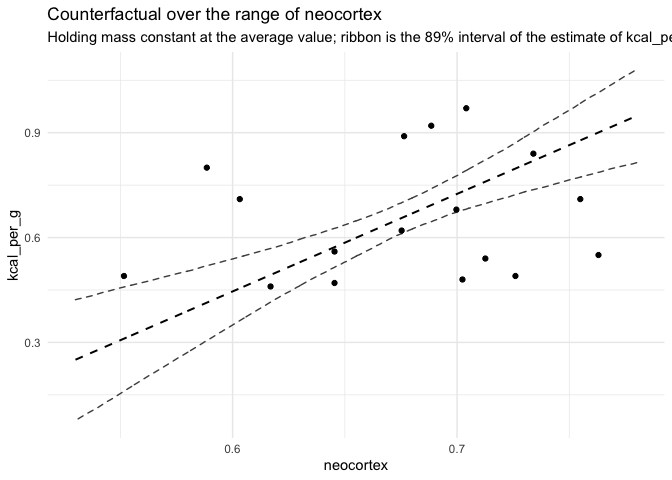 Counterfactual over the range of neocortex
Holding mass constant at the average value; ribbon is the 89% interval of the estimate of kcal_pe
0.9
0.6
0.3
kcal_per_g
0.6
0.7
neocortex